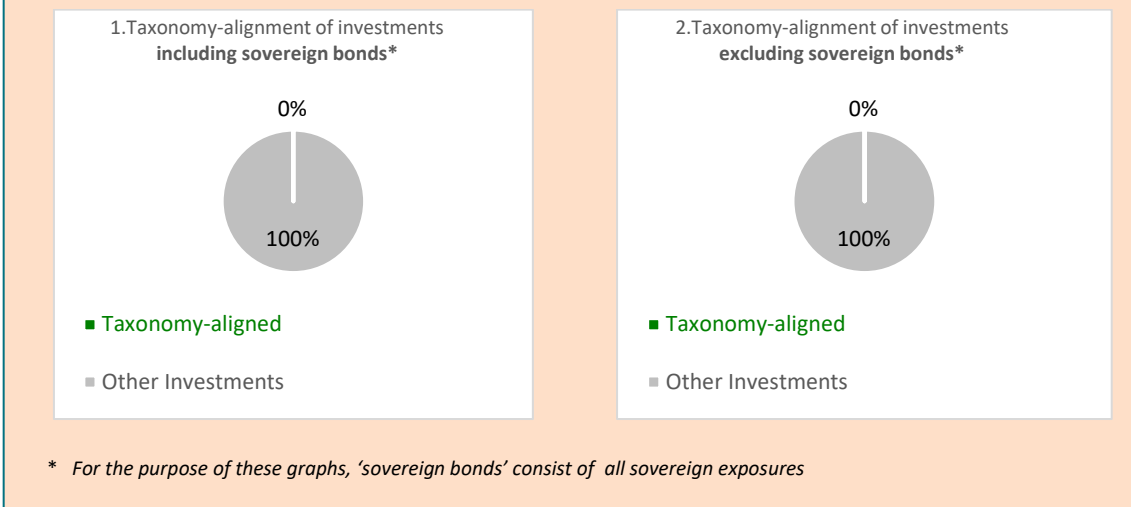 1.Taxonomy-alignment of investments
including sovereign bonds*
0%
100%
Taxonomy-aligned
Other Investments
2.Taxonomy-alignment of investments
excluding sovereign bonds*
0%
100%
Taxonomy-aligned
Other Investments
* For the purpose of these graphs, ‘sovereign bonds’ consist of all sovereign exposures